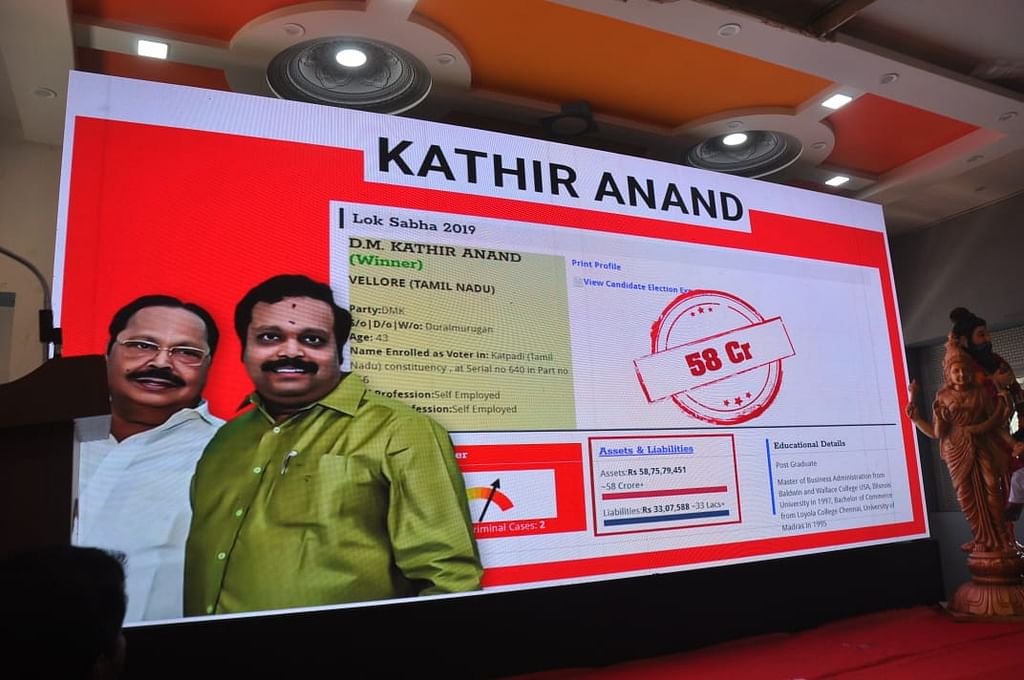 KATHIR ANAND
Lok Sabha 2019
D.M. KATHIR ANAND
(Winner)
VELLORE (TAMIL NADU)
Party:DMK
S/o|D/o|W/o: Duraimurugan
Age: 43
Name Enrolled as Voter in: Katpadi (Tamil
Nadu) constituency , at Serial no 640 in Part no
Profession:Self Employed
Self Employed
Print Profile
View Candidate Election
58 Cr
Criminal Cases: 2
Assets & Liabilities
Assets:Rs 58,75,79,451
~58 Crore+
Liabilities:Rs 33,07,588 ~33 Lacs+
Educational Details
Post Graduate
Master of Business Administration from
Baldwin and Wallace College USA, Illinois
University in 1997, Bachelor of Commerce
from Loyola College Chennai, University of
Madras in 1995